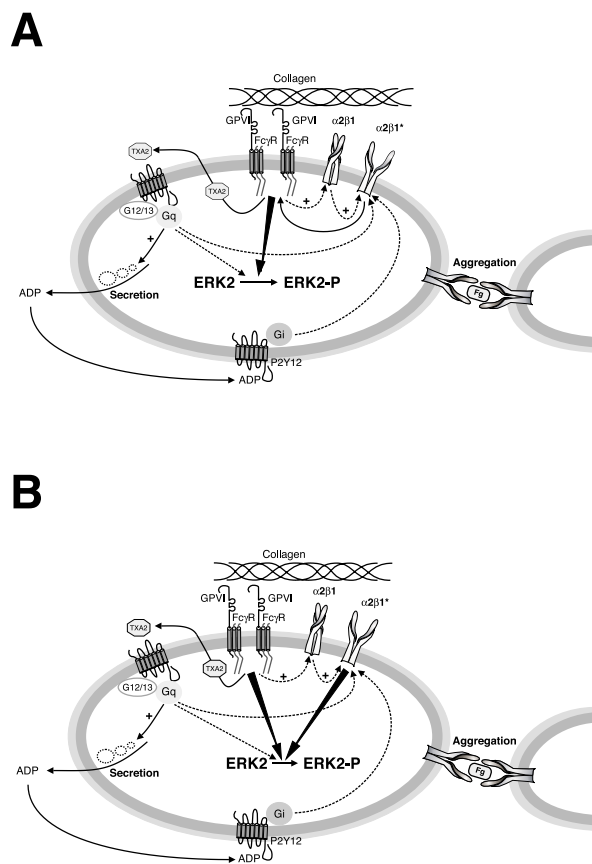 A
Collagen
GPVI
GPVI
α2β1
α2β1*
FcγR
FcγR
TXA2
TXA2
G12/13
Gq
+
+
+
ERK2
ERK2-P
Secretion
ADP
Aggregation
Fg
Gi
P2Y12
ADP
B
Collagen
GPVI
GPVI
α2β1
α2β1*
FcγR
FcγR
TXA2
TXA2
G12/13
Gq
+
+
+
ERK2
ERK2-P
Secretion
ADP
Aggregation
Fg
Gi
P2Y12
ADP